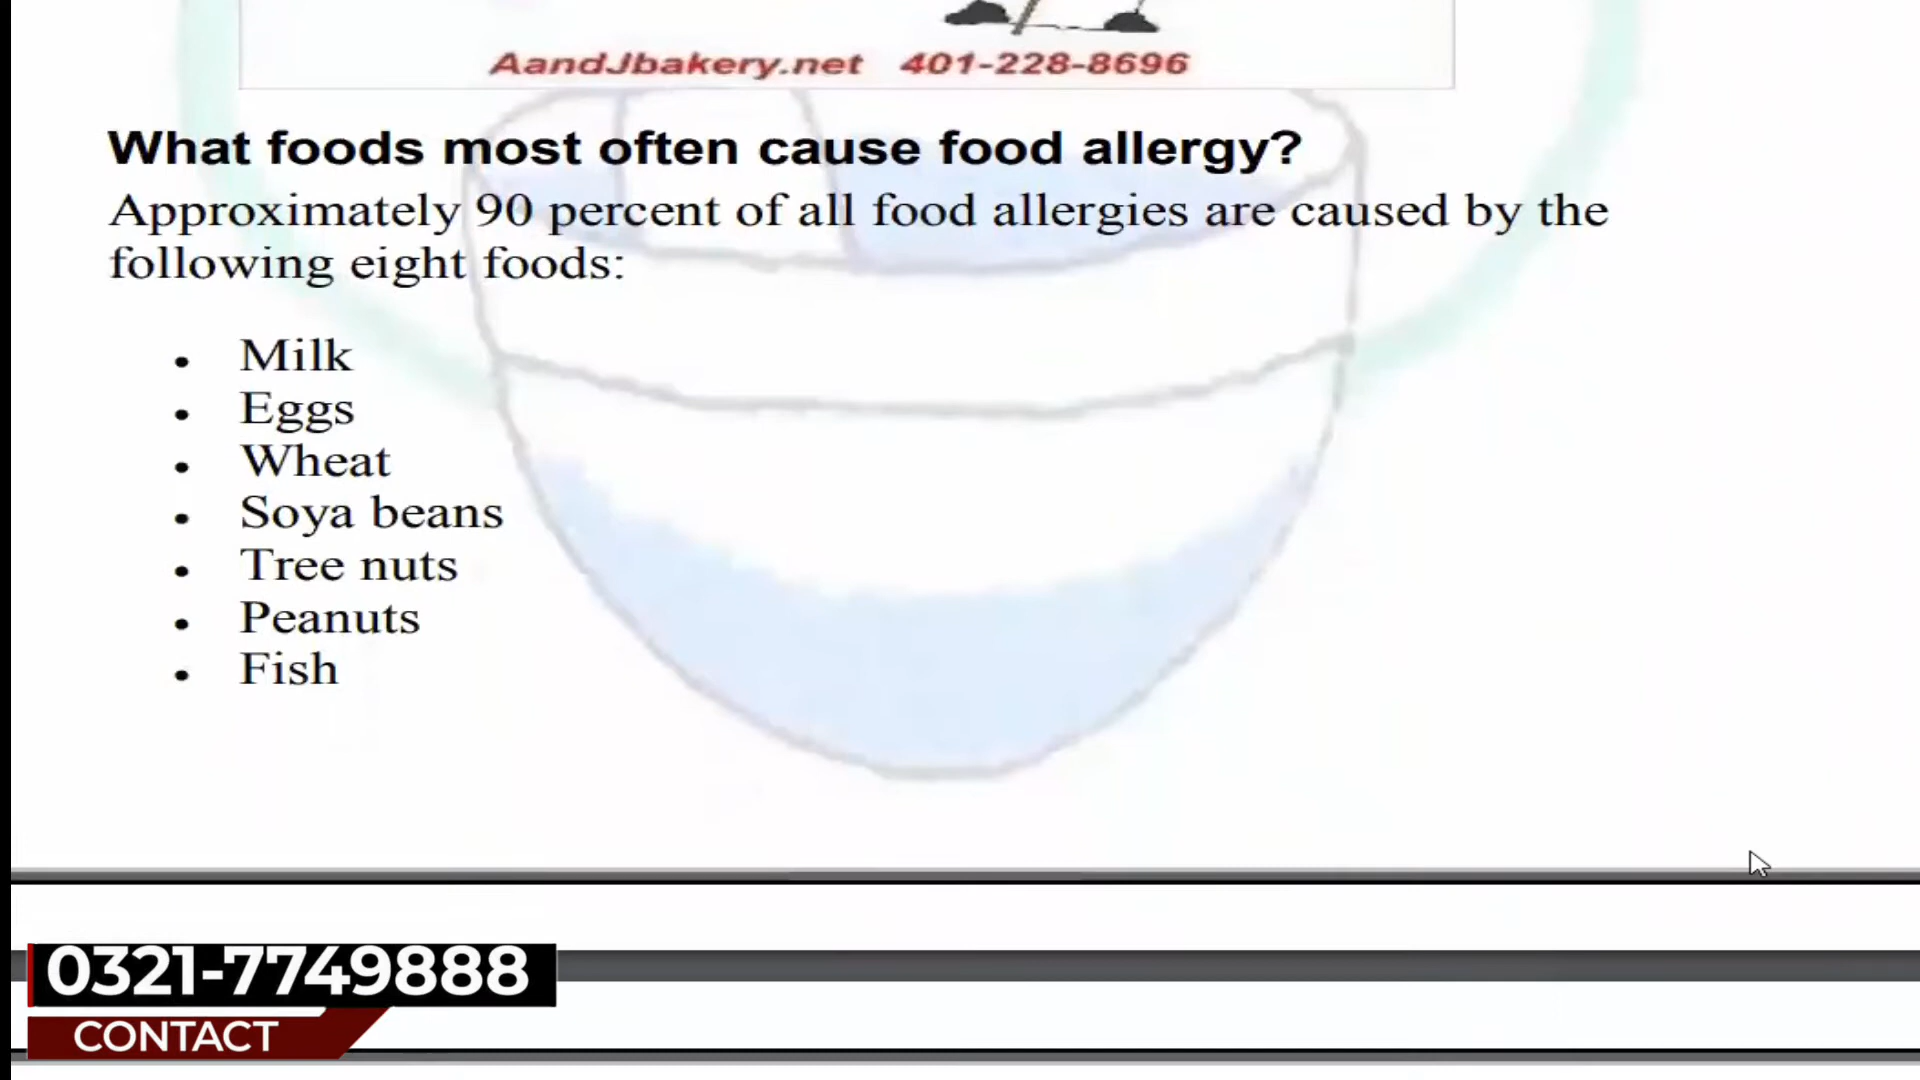 AandJbakery.net 401-228-8696
What foods most often cause food allergy?
Approximately 90 percent of all food allergies are caused by the
following eight foods:
• Milk
• Eggs
• Wheat
• Soya beans
• Tree nuts
• Peanuts
• Fish
0321-7749888
CONTACT